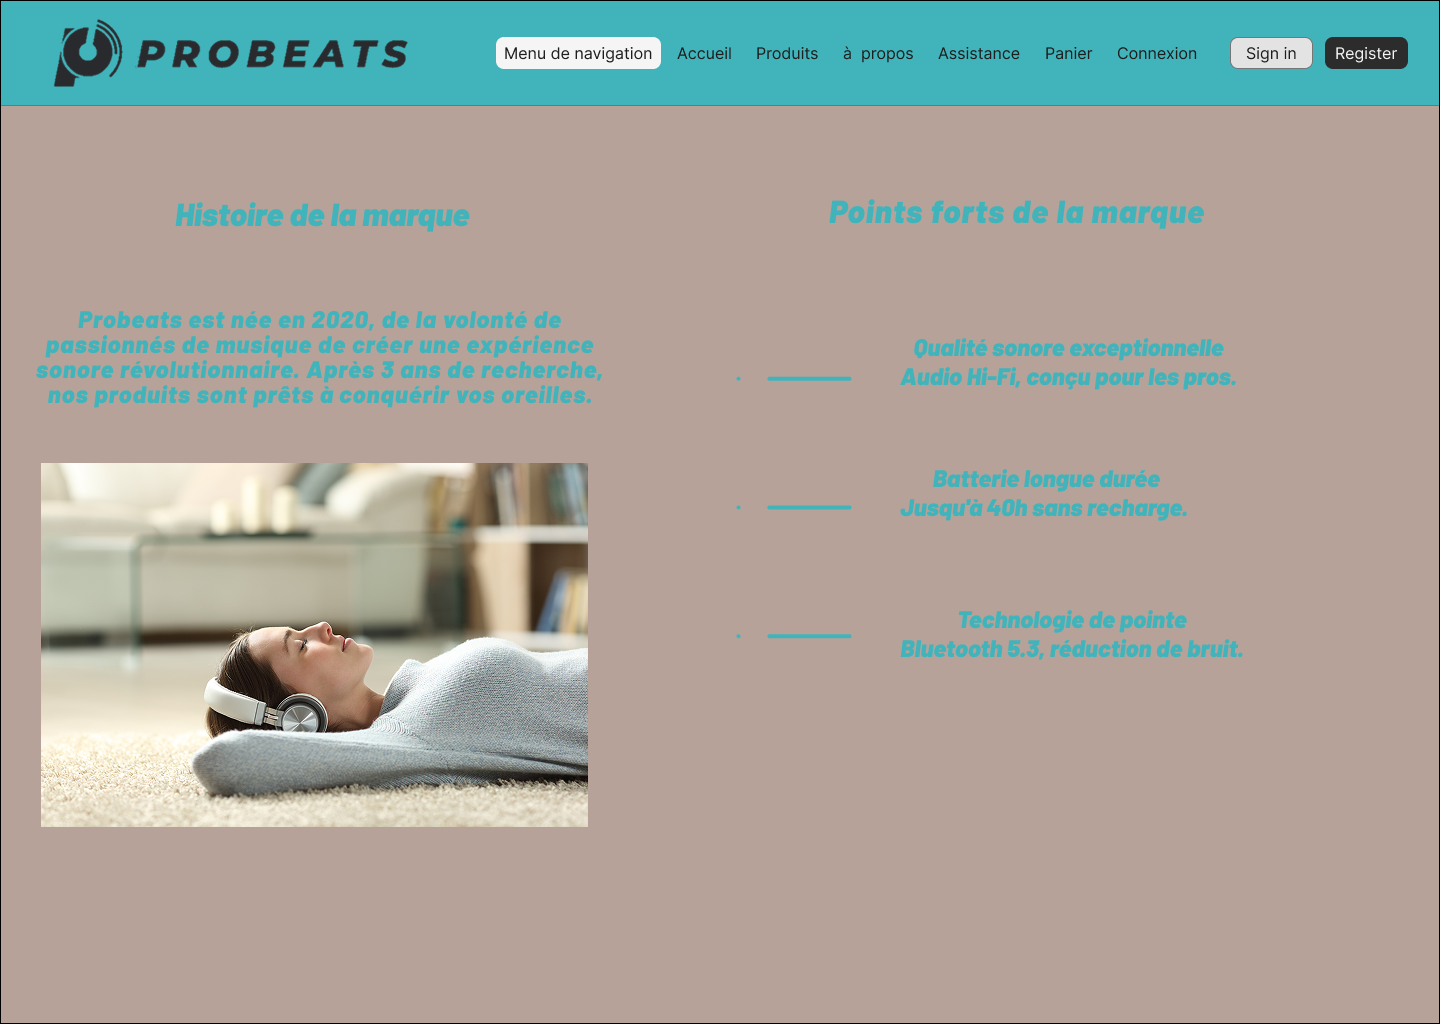 PROBEATS
Menu de navigation
Accueil
Produits
à propos
Assistance
Panier
Connexion
Sign in
Register
Histoire de la marque
Probeats est née en 2020, de la volonté de
passionnés de musique de créer une expérience
sonore révolutionnaire. Après 3 ans de recherche,
nos produits sont prêts à conquérir vos oreilles.
Points forts de la marque
Qualité sonore exceptionnelle
Audio Hi-Fi, conçu pour les pros.
Batterie longue durée
Jusqu'à 40h sans recharge.
Technologie de pointe
Bluetooth 5.3, réduction de bruit.